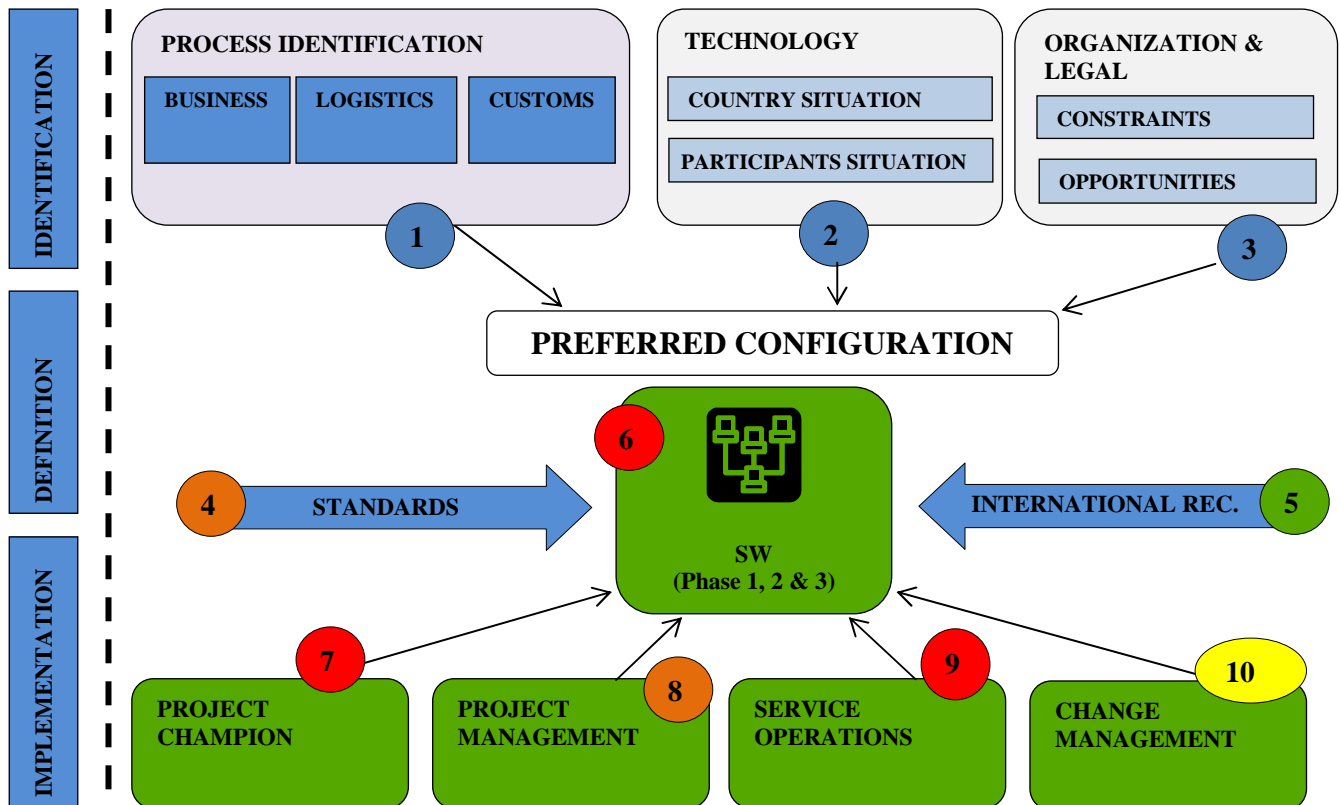 IDENTIFICATION
PROCESS IDENTIFICATION
BUSINESS
LOGISTICS
CUSTOMS
1
TECHNOLOGY
COUNTRY SITUATION
PARTICIPANTS SITUATION
2
ORGANIZATION &
LEGAL
CONSTRAINTS
OPPORTUNITIES
3
DEFINITION
PREFERRED CONFIGURATION
6
4
STANDARDS
INTERNATIONAL REC.
5
SW
(Phase 1, 2 & 3)
IMPLEMENTATION
7
PROJECT
CHAMPION
8
PROJECT
MANAGEMENT
9
SERVICE
OPERATIONS
10
CHANGE
MANAGEMENT